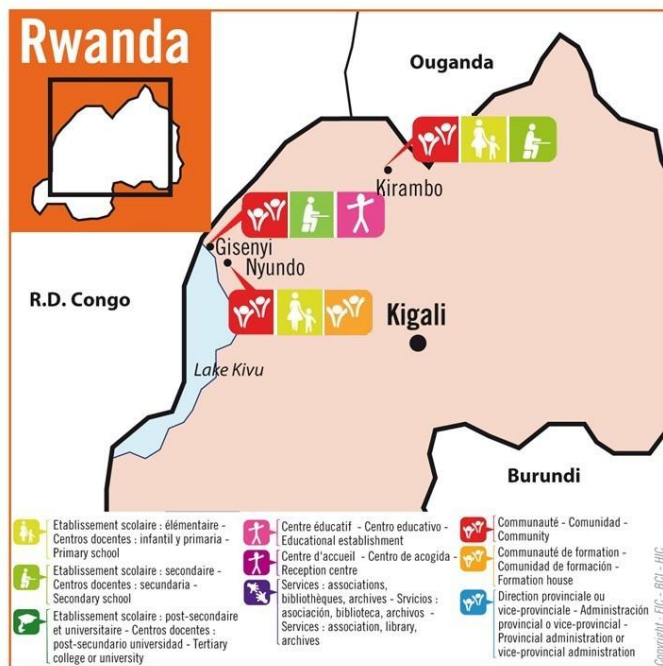 Rwanda
Ouganda
Kirambo
Gisenyi
Nyundo
R.D. Congo
Kigali
Lake Kivu
Burundi
Etablissement scolaire : élémentaire -
Centros docentes : infantil y primaria -
Primary school
Etablissement scolaire : secondaire -
Centros docentes : secundaria -
Secondary school
Etablissement scolaire : post-secondaire
et universitaire - Centros docentes :
post-secundario universidad - Tertiary
college or university
Centre éducatif - Centro educativo -
Educational establishment
Centre d'accueil - Centro de acogida -
Reception centre
Services : associations,
bibliothèques, archives - Srvicios :
asociación, biblioteca, archivos -
Services : association, library,
archives
Communauté - Comunidad -
Community
Communauté de formation -
Comunidad de formación -
Formation house
Direction provinciale ou
vice-provinciale - Administración
provincial o vice-provincial -
Provincial administration or
vice-provincial administration
Copyright : FIC - BGI - HIC